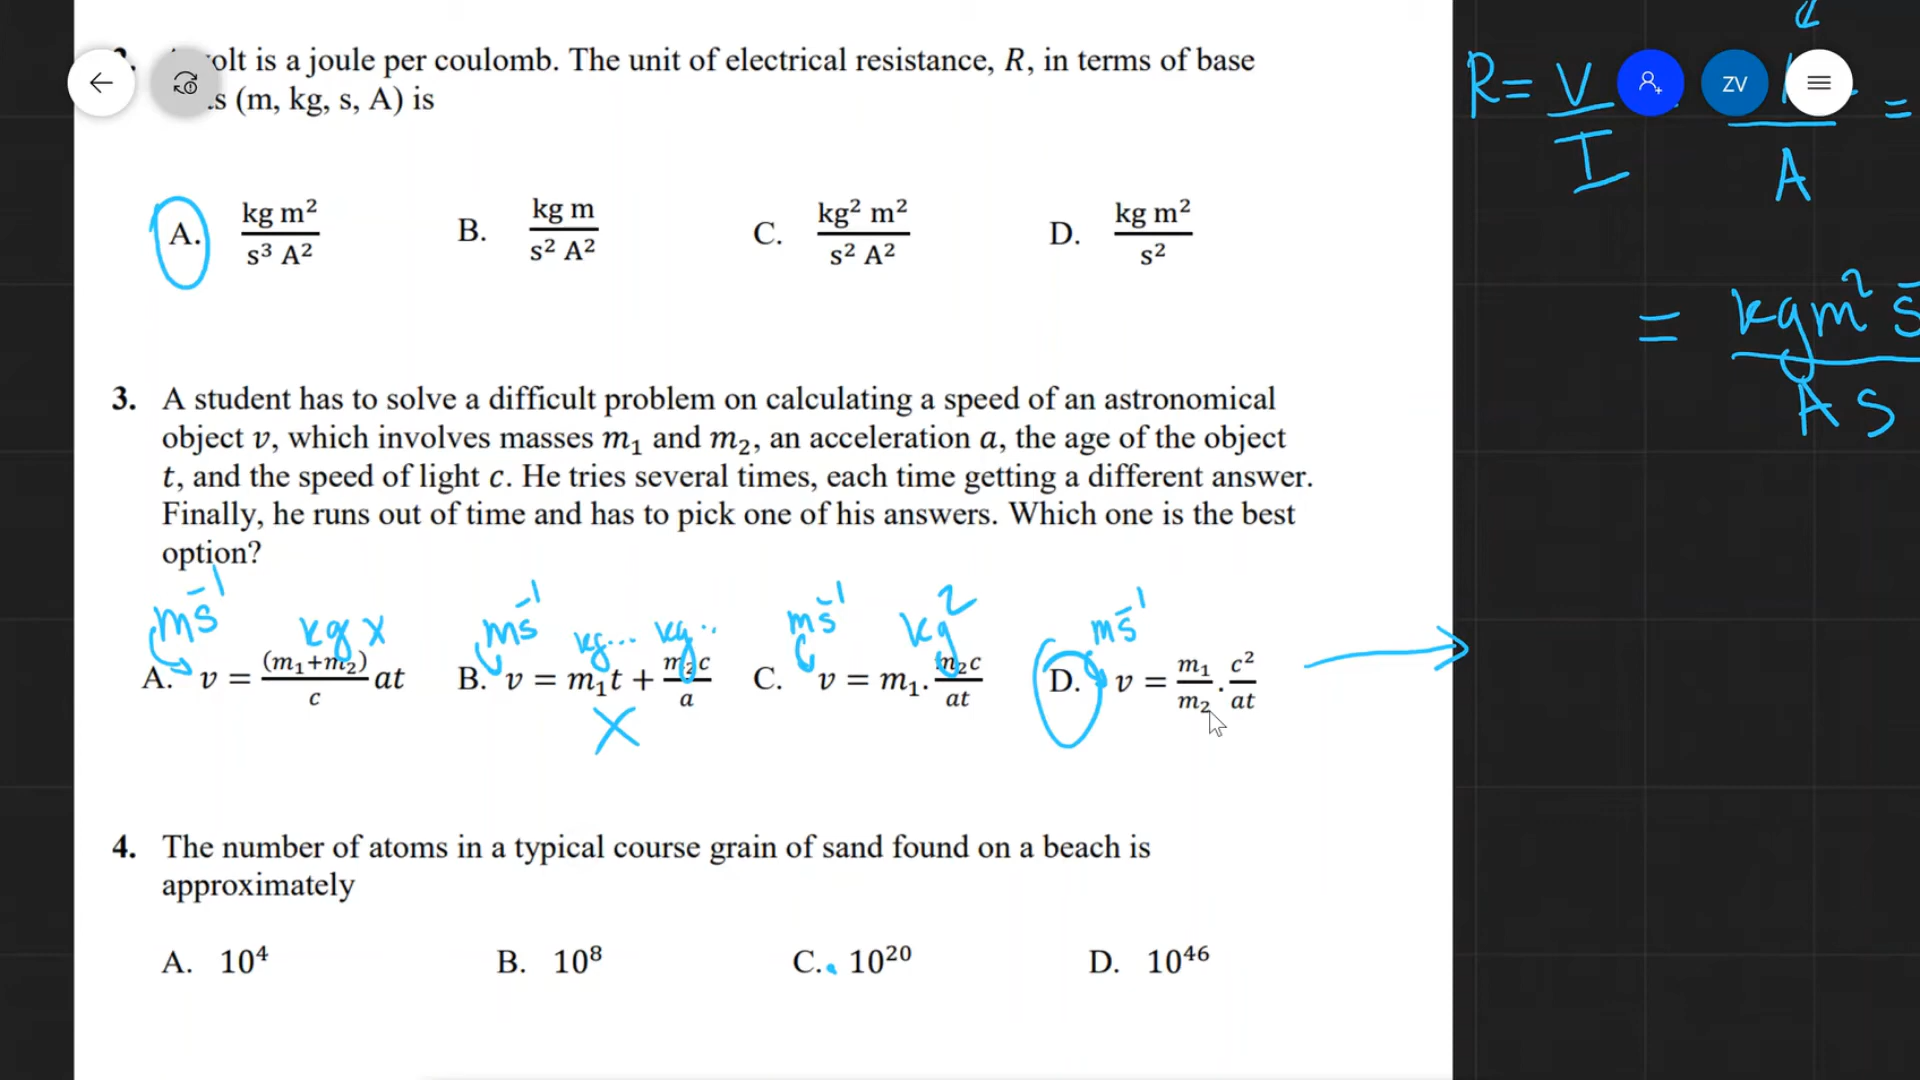 olt is a joule per coulomb. The unit of electrical resistance, R, in terms of base
s (m, kg, s, A) is
A. kg m² / s³ A²
B. kg m / s² A²
C. kg² m² / s² A²
D. kg m² / s²
R = V / I
A =
= kgm² s̄ / A s
ZV
3. A student has to solve a difficult problem on calculating a speed of an astronomical
object v, which involves masses m₁ and m₂, an acceleration a, the age of the object
t, and the speed of light c. He tries several times, each time getting a different answer.
Finally, he runs out of time and has to pick one of his answers. Which one is the best
option?
ms⁻¹ kg x
ms⁻¹ kg... kg..
ms⁻¹ kg²
ms⁻¹
A. v = (m₁+m₂) / c at
B. v = m₁t + m₂c / a
C. v = m₁. m₂c / at
D. v = m₁ / m₂ . c² / at
X
4. The number of atoms in a typical course grain of sand found on a beach is
approximately
A. 10⁴
B. 10⁸
C. 10²⁰
D. 10⁴⁶